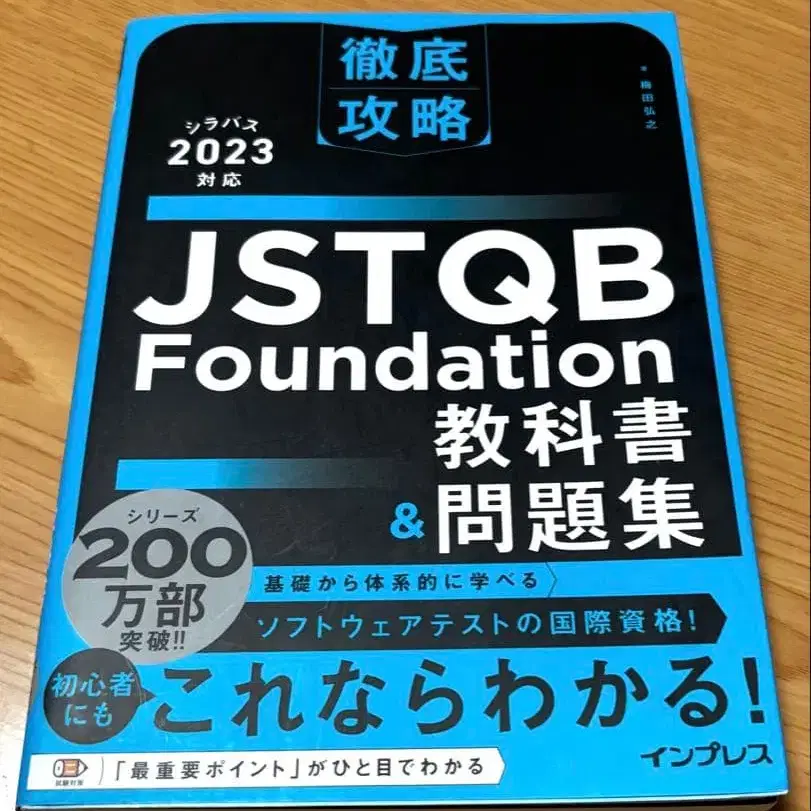 徹底
攻略
著 梅田弘之
シラバス
2023
対応
JSTQB
Foundation
教科書
&問題集
シリーズ
200
万部
突破!!
基礎から体系的に学べる
ソフトウェアテストの国際資格!
初心者
にも
これならわかる!
試験対策
「最重要ポイント」がひと目でわかる
インプレス